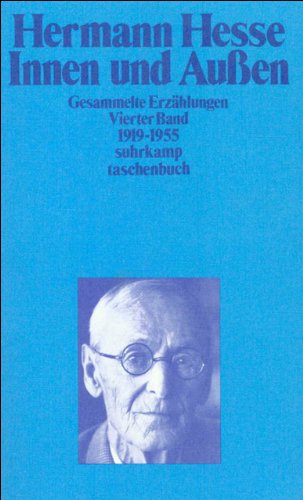 Hermann Hesse
Innen und Außen
Gesammelte Erzählungen
Vierter Band
1919-1955
suhrkamp
taschenbuch